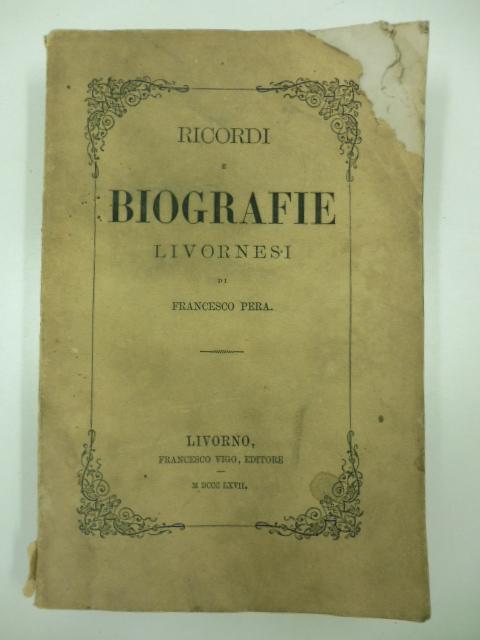 RICORDI
E
BIOGRAFIE
LIVORNESI
DI
FRANCESCO PERA.
LIVORNO,
FRANCESCO VIGO, EDITORE
M DCCC LXVII.